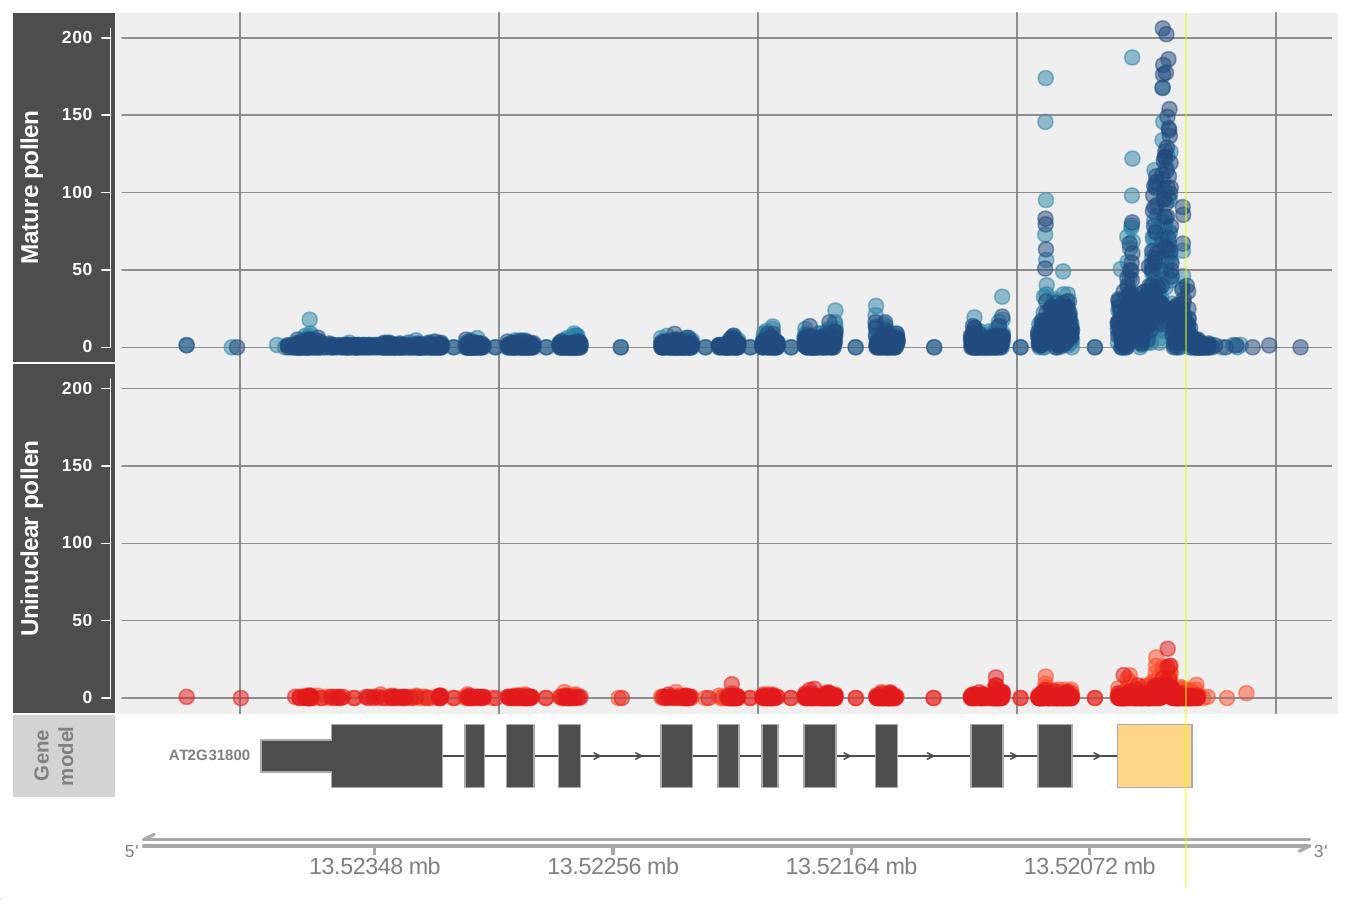 Mature pollen
200
150
100
50
0
Uninuclear pollen
200
150
100
50
0
Gene
model
AT2G31800
5'
3'
13.52348 mb
13.52256 mb
13.52164 mb
13.52072 mb